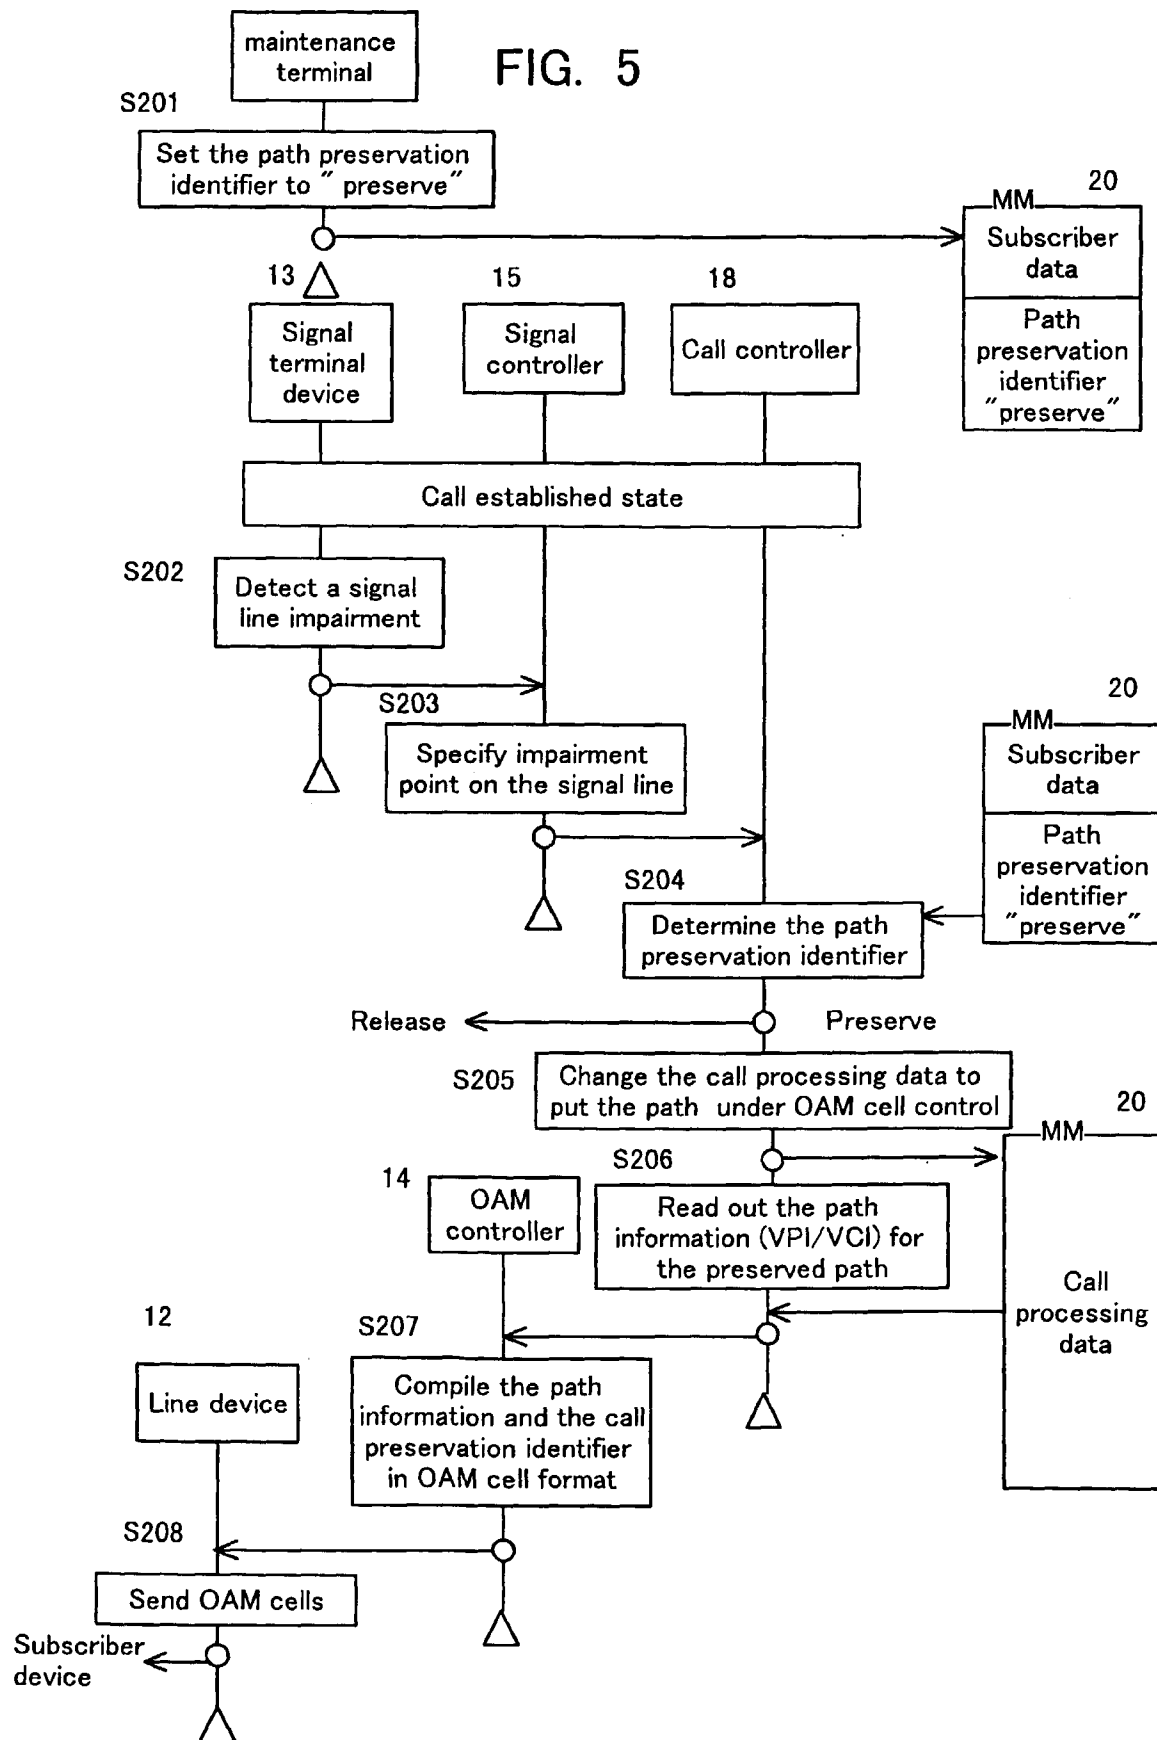 FIG. 5
maintenance
terminal
S201
Set the path preservation
identifier to " preserve"
20
MM
Subscriber
data
Path
preservation
identifier
"preserve"
13
15
18
Signal
terminal
device
Signal
controller
Call controller
Call established state
S202
Detect a signal
line impairment
S203
Specify impairment
point on the signal line
20
MM
Subscriber
data
Path
preservation
identifier
"preserve"
S204
Determine the path
preservation identifier
Release
Preserve
S205
Change the call processing data to
put the path under OAM cell control
20
MM
Call
processing
data
S206
Read out the path
information (VPI/VCI) for
the preserved path
14
OAM
controller
S207
Compile the path
information and the call
preservation identifier
in OAM cell format
12
Line device
S208
Send OAM cells
Subscriber
device